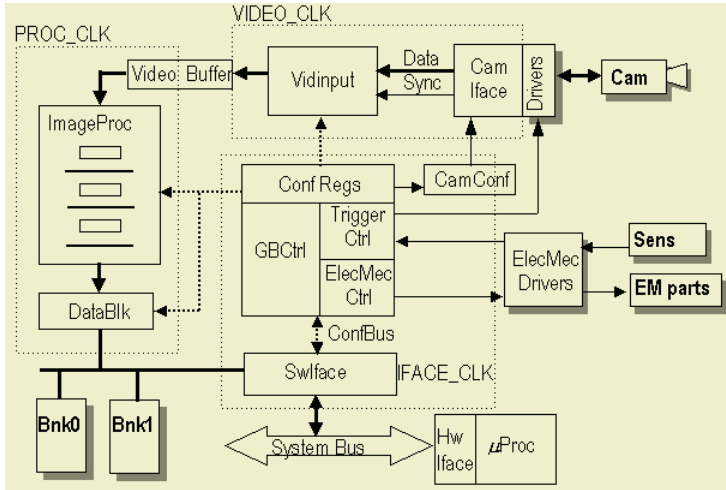 VIDEO_CLK
PROC_CLK
Video Buffer
Vidinput
Data
Sync
Cam
Iface
Drivers
Cam
ImageProc
Conf Regs
CamConf
GBCtrl
Trigger
Ctrl
ElecMec
Ctrl
ElecMec
Drivers
Sens
EM parts
DataBlk
ConfBus
SwIface
IFACE_CLK
Bnk0
Bnk1
System Bus
Hw
Iface
μProc